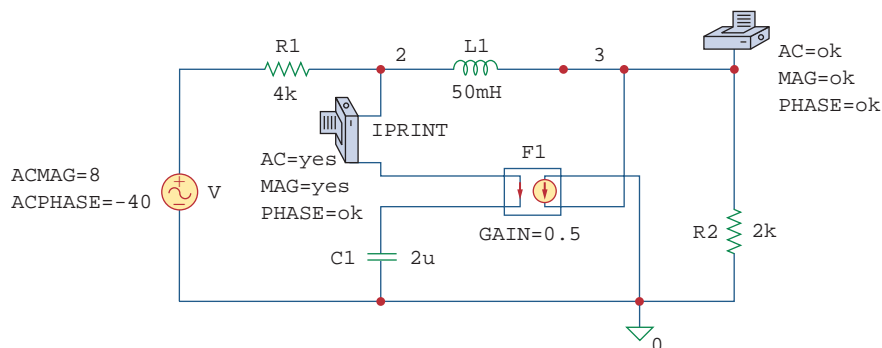 R1
4k
2
L1
50mH
3
AC=ok
MAG=ok
PHASE=ok
IPRINT
AC=yes
MAG=yes
PHASE=ok
F1
GAIN=0.5
ACMAG=8
ACPHASE=-40
V
C1
2u
R2
2k
0